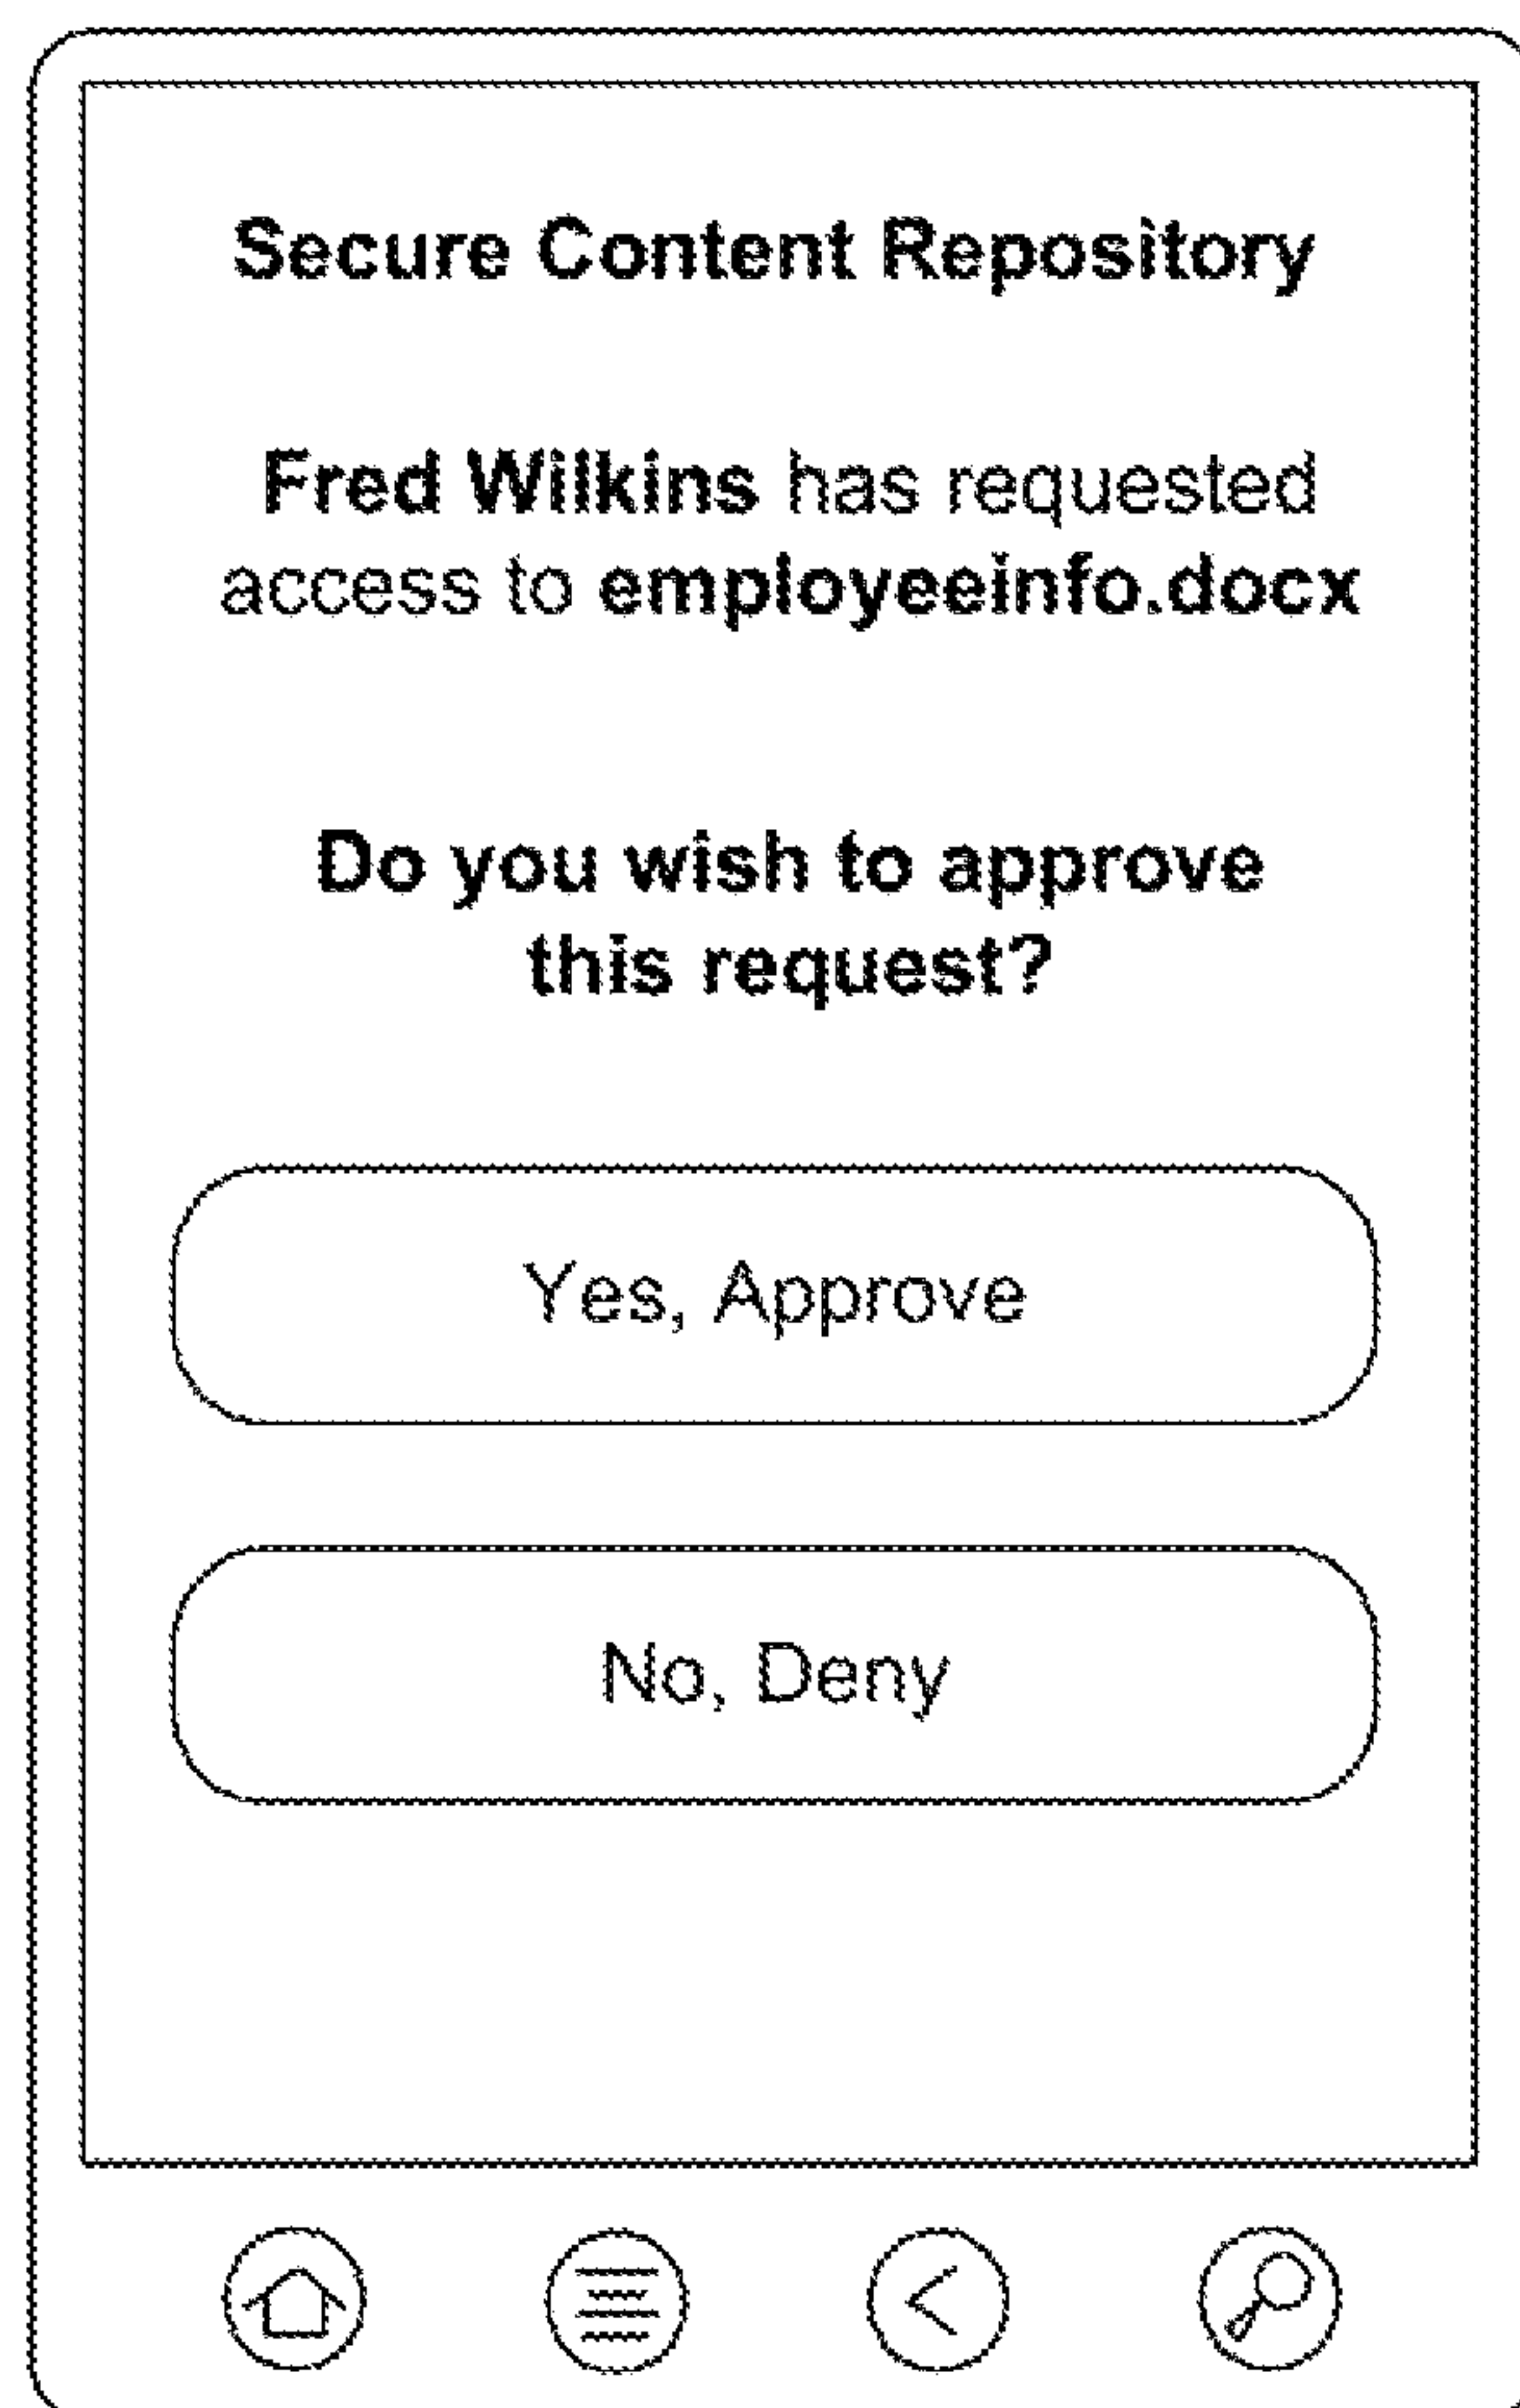 Secure Content Repository
Fred Wilkins has requested
access to employeeinfo.docx
Do you wish to approve
this request?
Yes, Approve
No, Deny